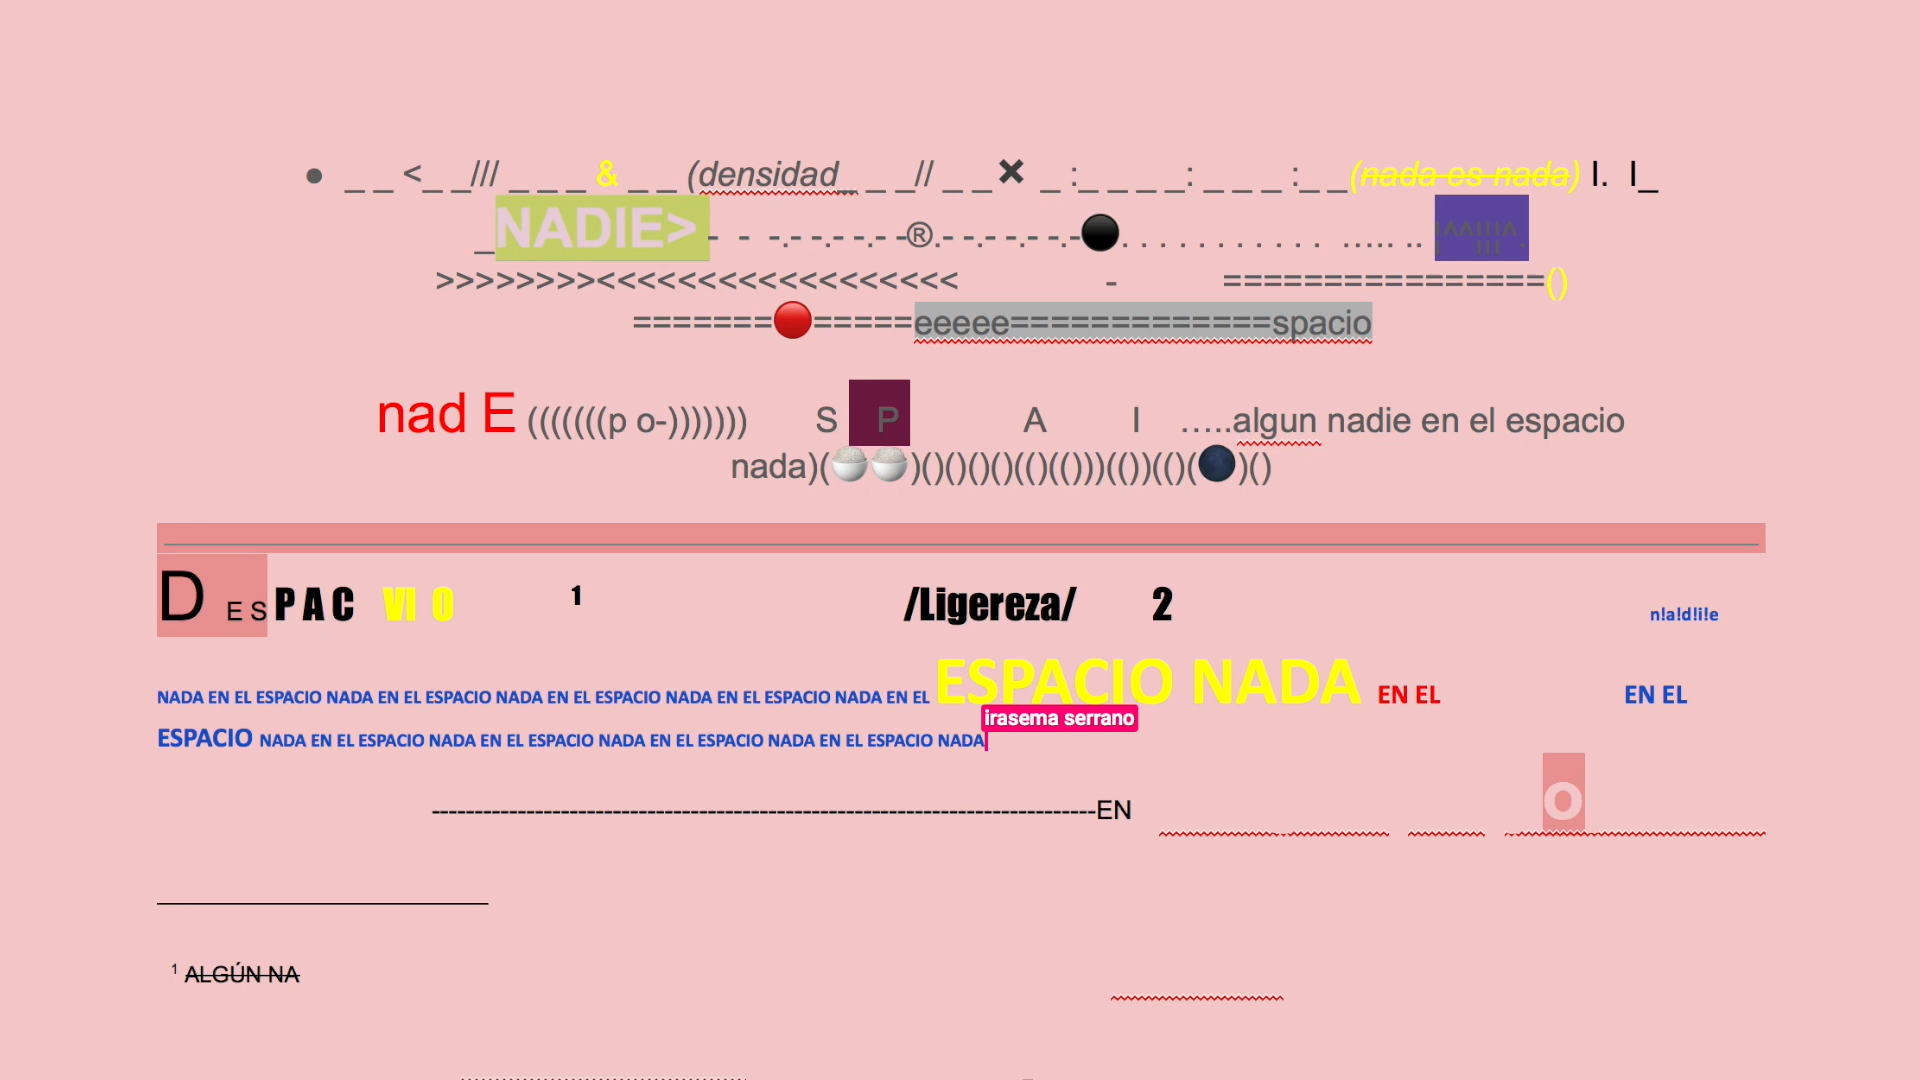 ● _ _ <_ _/// _ _ _ & _ _ (densidad_ _ _// _ _ ✖ _ :_ _ _ _: _ _ _ :_ _(nada es nada) I. I_
_NADIE> - - -.- -.- -.- -®.- -.- -.- -.-⚫. . . . . . . . . . . ..... ..
>>>>>>>><<<<<<<<<<<<<<<<<< - ================()
=======🔴=====eeeee=============spacio
nad E (((((((p o-))))))) S P A I …..algun nadie en el espacio
nada)(🍚🍚)()()()()(()(()))(())(()(🌑)()
D E S P A C VI O 1 /Ligereza/ 2 n!a!d!i!e
NADA EN EL ESPACIO NADA EN EL ESPACIO NADA EN EL ESPACIO NADA EN EL ESPACIO NADA EN EL ESPACIO NADA EN EL EN EL
irasema serrano
ESPACIO NADA EN EL ESPACIO NADA EN EL ESPACIO NADA EN EL ESPACIO NADA EN EL ESPACIO NADA
o
------------------------------------------------------------------------------EN
1 ALGÚN NA